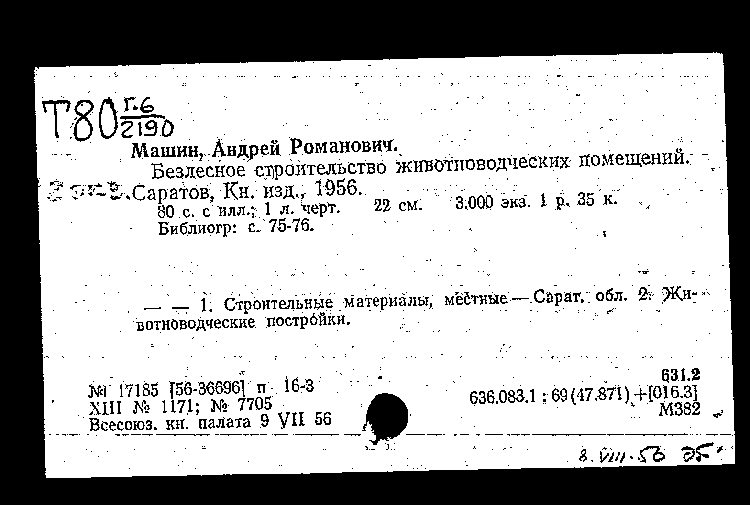 Т80 Г.6
2190
Машин, Андрей Романович.
Безлесное строительство животноводческих помещений.
Саратов, Кн. изд., 1956.
80 с. с илл.; 1 л. черт. 22 см. 3.000 экз. 1 р. 35 к.
Библиогр: с. 75-76.
— — 1. Строительные материалы, местные — Сарат. обл. 2. Жи-
вотноводческие постройки.
631.2
№ 17185 [56-36696] п 16-3 636.083.1 : 69(47.871)+[016.3]
XIII № 1171; № 7705 М382
Всесоюз. кн. палата 9 VII 56
8.VIII.56